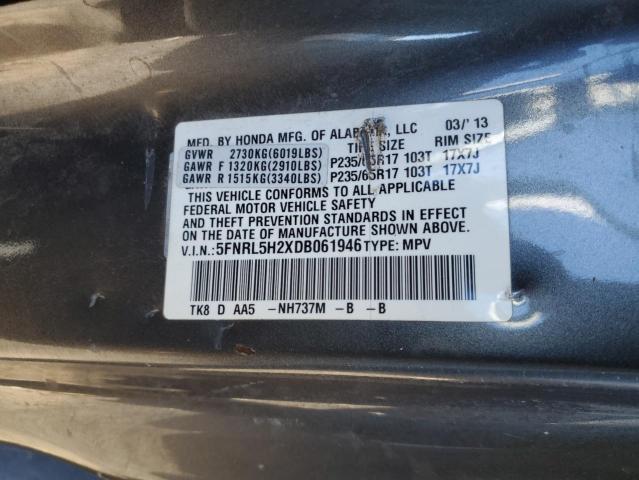 MFD. BY HONDA MFG. OF ALABAMA, LLC 03/'13
TIRE SIZE RIM SIZE
GVWR 2730KG(6019LBS)
GAWR F 1320KG(2910LBS) P235/65R17 103T 17X7J
GAWR R 1515KG(3340LBS) P235/65R17 103T 17X7J
THIS VEHICLE CONFORMS TO ALL APPLICABLE
FEDERAL MOTOR VEHICLE SAFETY
AND THEFT PREVENTION STANDARDS IN EFFECT
ON THE DATE OF MANUFACTURE SHOWN ABOVE.
V.I.N.: 5FNRL5H2XDB061946 TYPE: MPV
TK8 D AA5 -NH737M -B -B